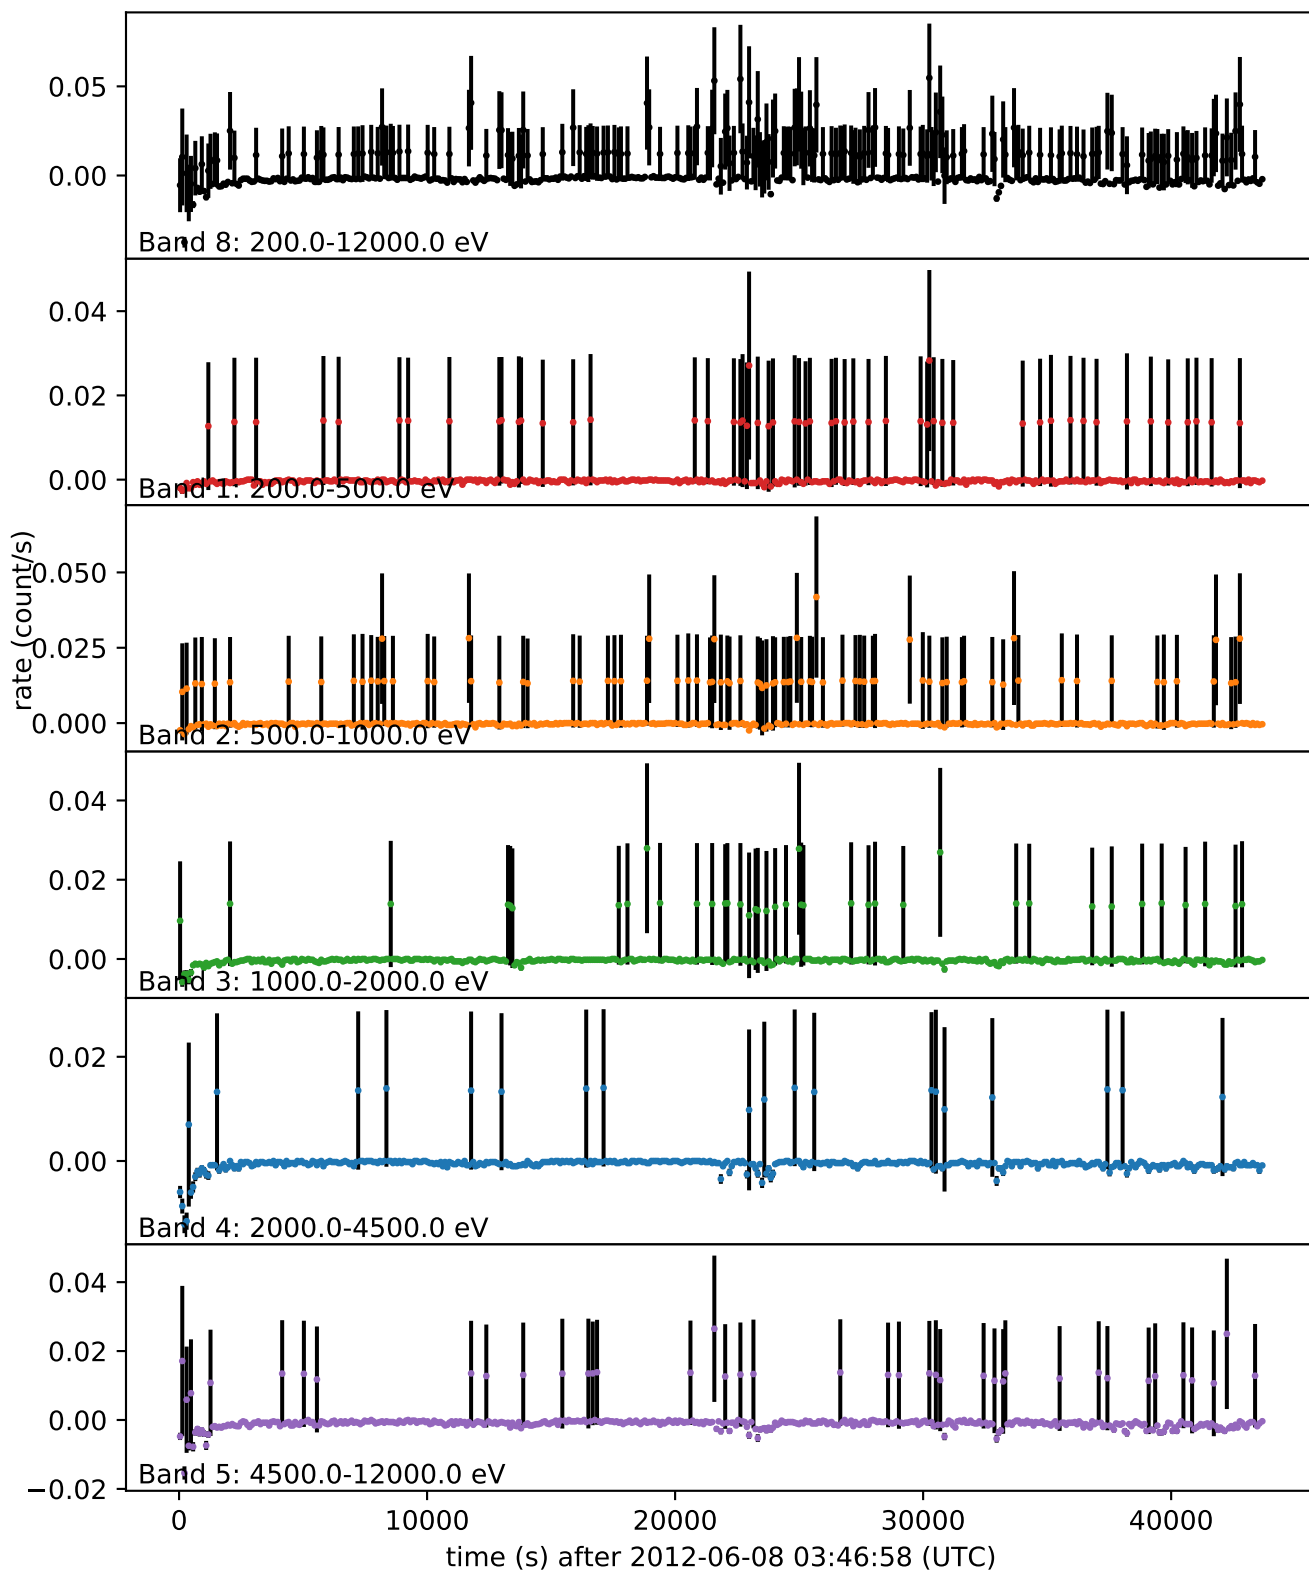 0.05
0.00
Band 8: 200.0-12000.0 eV
0.04
0.02
0.00
Band 1: 200.0-500.0 eV
rate (count/s)
0.050
0.025
0.000
Band 2: 500.0-1000.0 eV
0.04
0.02
0.00
Band 3: 1000.0-2000.0 eV
0.02
0.00
Band 4: 2000.0-4500.0 eV
0.04
0.02
0.00
−0.02
Band 5: 4500.0-12000.0 eV
0 10000 20000 30000 40000
time (s) after 2012-06-08 03:46:58 (UTC)